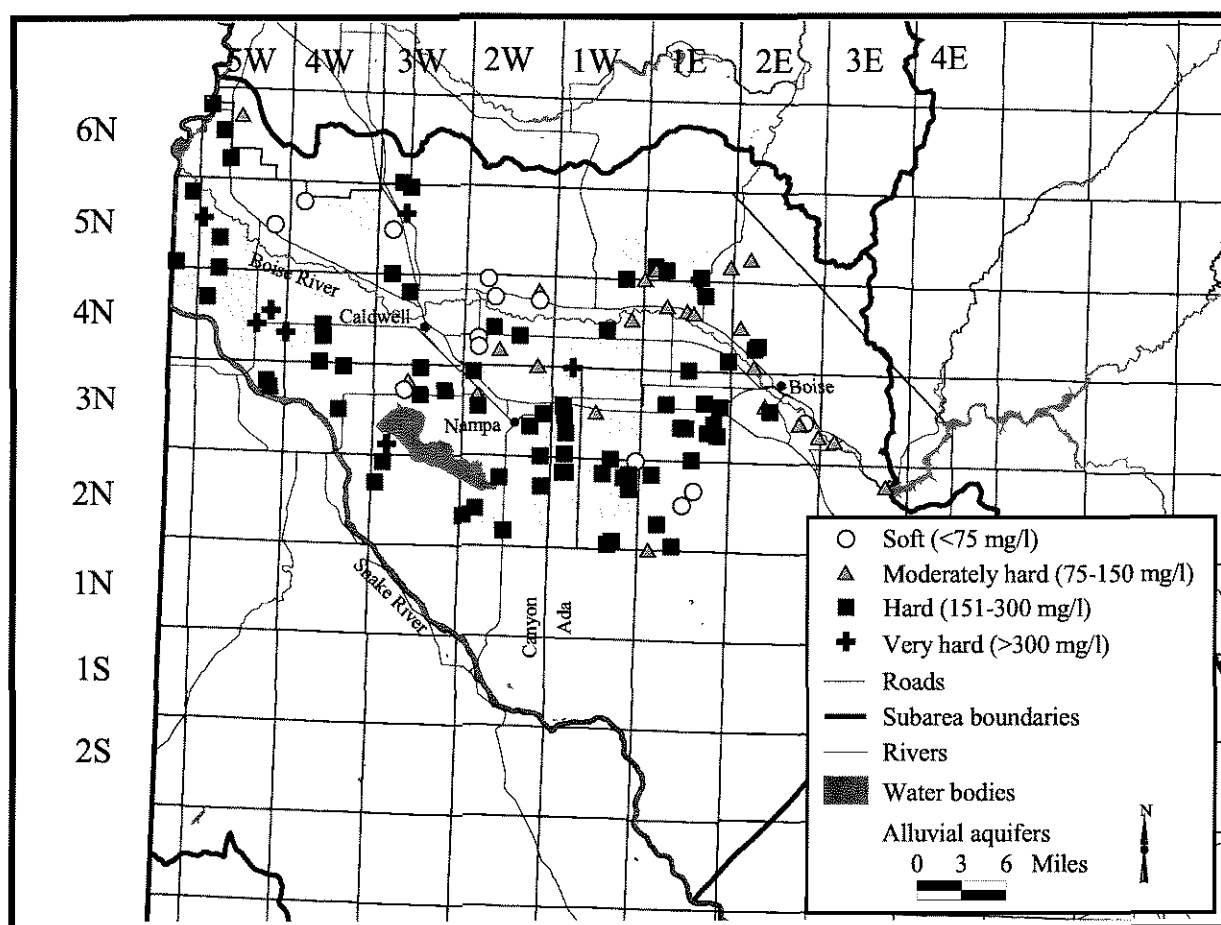 5W 4W 3W 2W 1W 1E 2E 3E 4E
6N
5N
Boise River
4N
Caldwell
Boise
3N
Nampa
2N
1N
Snake River
Canyon
Ada
1S
2S
Soft (<75 mg/l)
Moderately hard (75-150 mg/l)
Hard (151-300 mg/l)
Very hard (>300 mg/l)
Roads
Subarea boundaries
Rivers
Water bodies
Alluvial aquifers
N
0 3 6 Miles